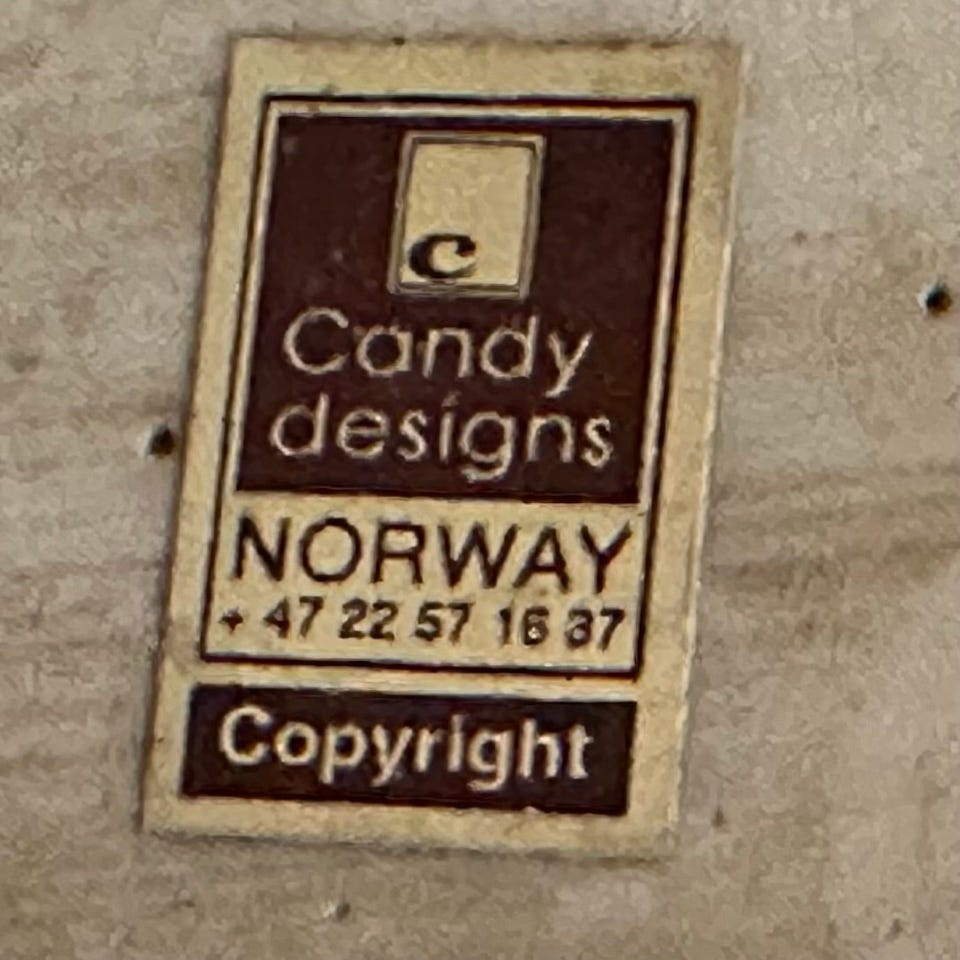 c
Candy
designs
NORWAY
+ 47 22 57 16 37
Copyright